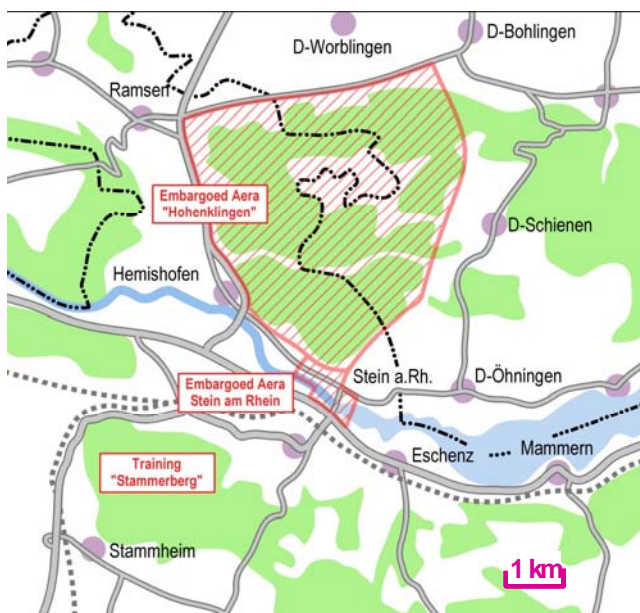 D-Worblingen
D-Bohlingen
Ramsen
Embargoed Aera
"Hohenklingen"
D-Schienen
Hemishofen
Stein a.Rh.
D-Öhningen
Embargoed Aera
Stein am Rhein
Eschenz
Mammern
Training
"Stammerberg"
Stammheim
1 km